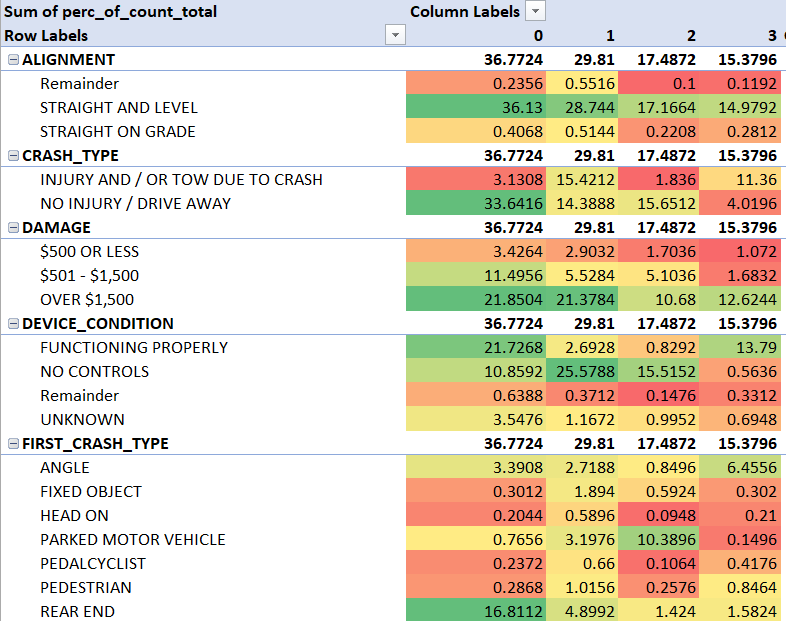 Sum of perc_of_count_total Column Labels
Row Labels 0 1 2 3
ALIGNMENT 36.7724 29.81 17.4872 15.3796
Remainder 0.2356 0.5516 0.1 0.1192
STRAIGHT AND LEVEL 36.13 28.744 17.1664 14.9792
STRAIGHT ON GRADE 0.4068 0.5144 0.2208 0.2812
CRASH_TYPE 36.7724 29.81 17.4872 15.3796
INJURY AND / OR TOW DUE TO CRASH 3.1308 15.4212 1.836 11.36
NO INJURY / DRIVE AWAY 33.6416 14.3888 15.6512 4.0196
DAMAGE 36.7724 29.81 17.4872 15.3796
$500 OR LESS 3.4264 2.9032 1.7036 1.072
$501 - $1,500 11.4956 5.5284 5.1036 1.6832
OVER $1,500 21.8504 21.3784 10.68 12.6244
DEVICE_CONDITION 36.7724 29.81 17.4872 15.3796
FUNCTIONING PROPERLY 21.7268 2.6928 0.8292 13.79
NO CONTROLS 10.8592 25.5788 15.5152 0.5636
Remainder 0.6388 0.3712 0.1476 0.3312
UNKNOWN 3.5476 1.1672 0.9952 0.6948
FIRST_CRASH_TYPE 36.7724 29.81 17.4872 15.3796
ANGLE 3.3908 2.7188 0.8496 6.4556
FIXED OBJECT 0.3012 1.894 0.5924 0.302
HEAD ON 0.2044 0.5896 0.0948 0.21
PARKED MOTOR VEHICLE 0.7656 3.1976 10.3896 0.1496
PEDALCYCLIST 0.2372 0.66 0.1064 0.4176
PEDESTRIAN 0.2868 1.0156 0.2576 0.8464
REAR END 16.8112 4.8992 1.424 1.5824